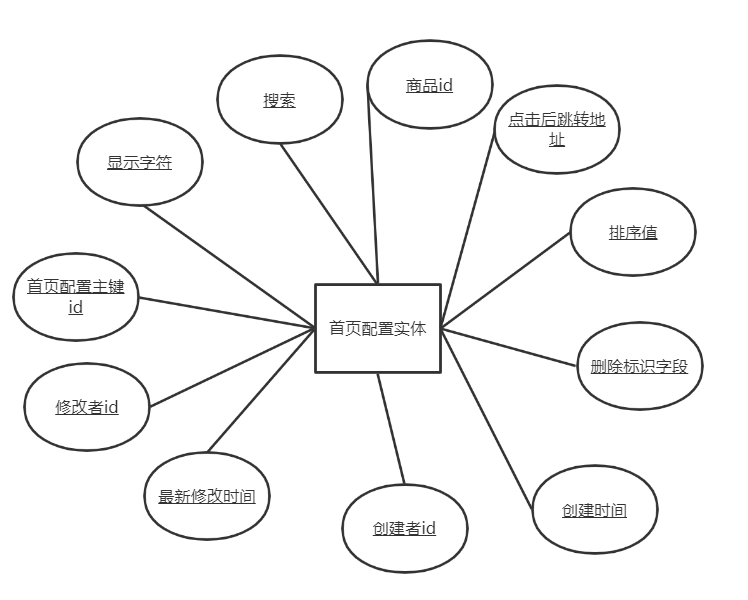 商品id
搜索
点击后跳转地
址
显示字符
排序值
首页配置主键
id
首页配置实体
删除标识字段
修改者id
最新修改时间
创建时间
创建者id